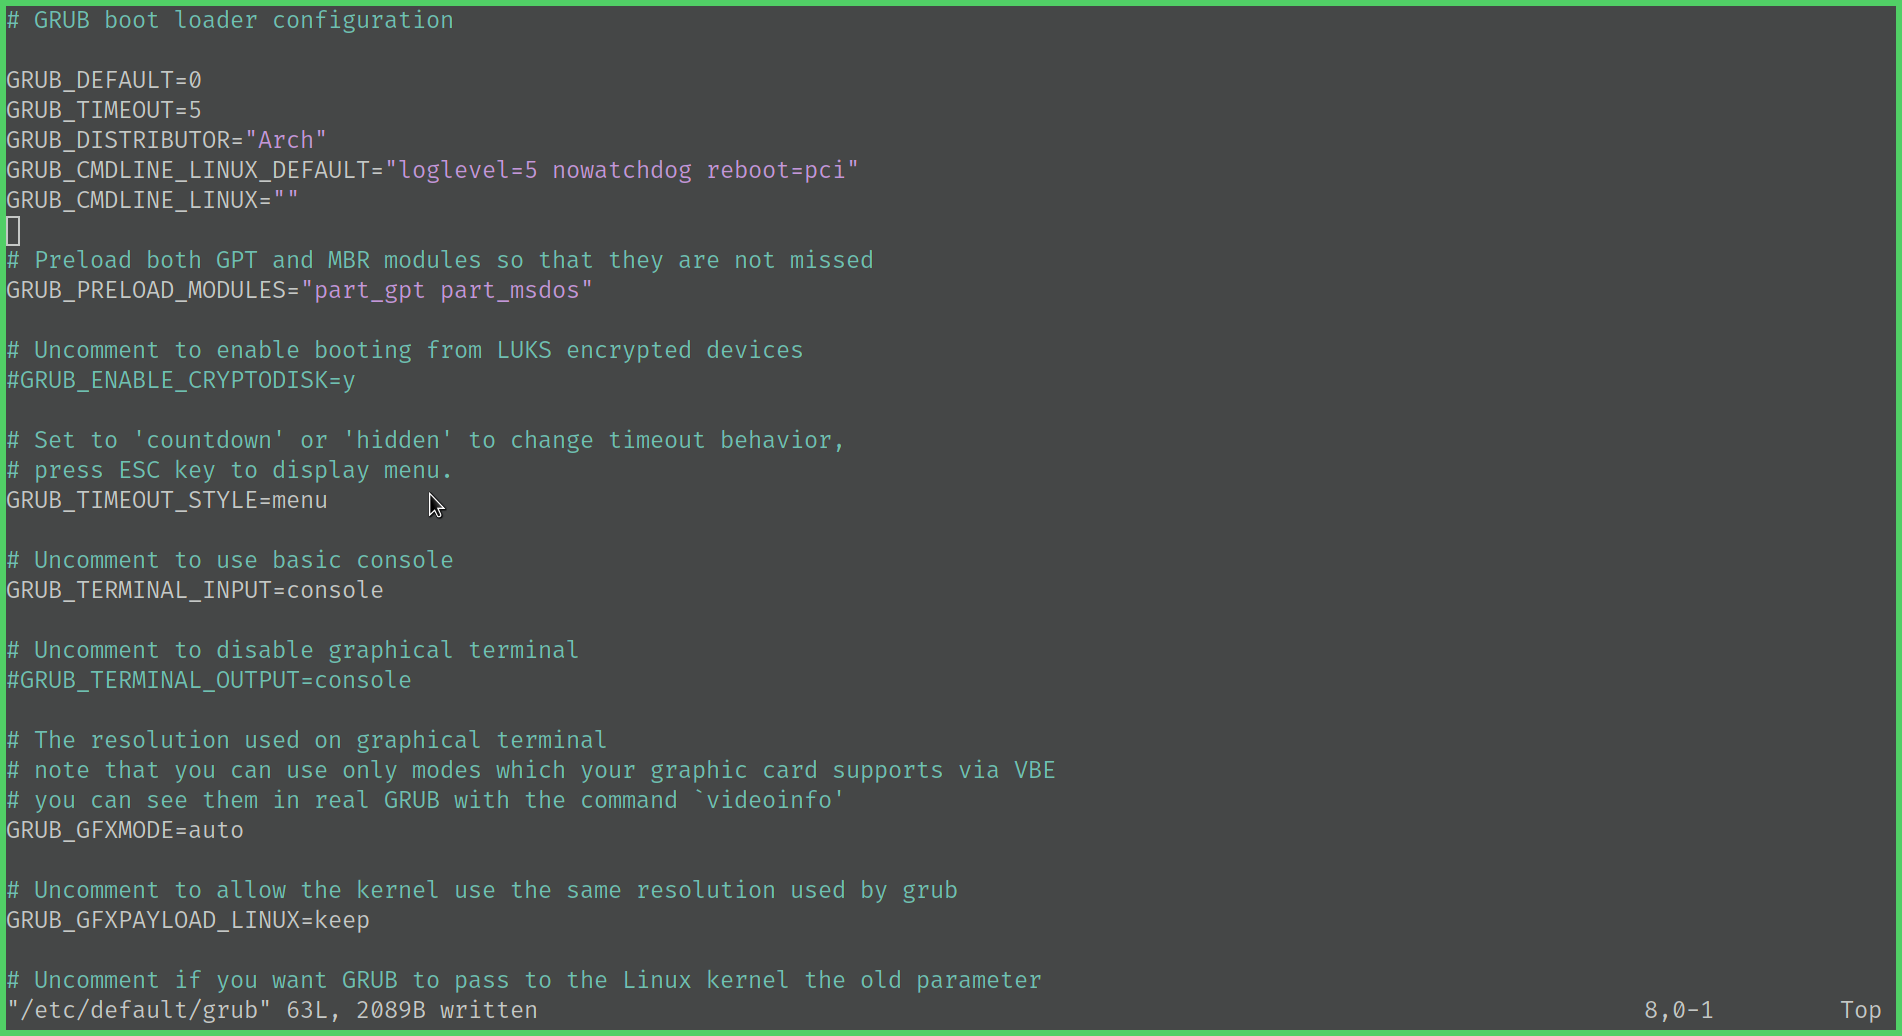 # GRUB boot loader configuration
GRUB_DEFAULT=0
GRUB_TIMEOUT=5
GRUB_DISTRIBUTOR="Arch"
GRUB_CMDLINE_LINUX_DEFAULT="loglevel=5 nowatchdog reboot=pci"
GRUB_CMDLINE_LINUX=""
# Preload both GPT and MBR modules so that they are not missed
GRUB_PRELOAD_MODULES="part_gpt part_msdos"
# Uncomment to enable booting from LUKS encrypted devices
#GRUB_ENABLE_CRYPTODISK=y
# Set to 'countdown' or 'hidden' to change timeout behavior,
# press ESC key to display menu.
GRUB_TIMEOUT_STYLE=menu
# Uncomment to use basic console
GRUB_TERMINAL_INPUT=console
# Uncomment to disable graphical terminal
#GRUB_TERMINAL_OUTPUT=console
# The resolution used on graphical terminal
# note that you can use only modes which your graphic card supports via VBE
# you can see them in real GRUB with the command `videoinfo'
GRUB_GFXMODE=auto
# Uncomment to allow the kernel use the same resolution used by grub
GRUB_GFXPAYLOAD_LINUX=keep
# Uncomment if you want GRUB to pass to the Linux kernel the old parameter
"/etc/default/grub" 63L, 2089B written 8,0-1 Top